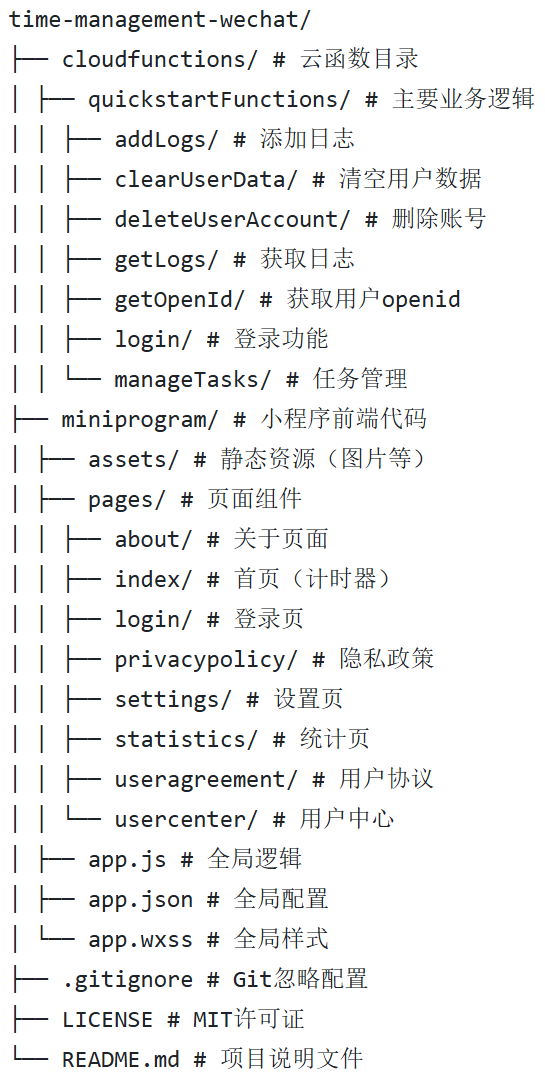 time-management-wechat/
├── cloudfunctions/ # 云函数目录
│ ├── quickstartFunctions/ # 主要业务逻辑
│ │ ├── addLogs/ # 添加日志
│ │ ├── clearUserData/ # 清空用户数据
│ │ ├── deleteUserAccount/ # 删除账号
│ │ ├── getLogs/ # 获取日志
│ │ ├── getOpenId/ # 获取用户openid
│ │ ├── login/ # 登录功能
│ │ └── manageTasks/ # 任务管理
├── miniprogram/ # 小程序前端代码
│ ├── assets/ # 静态资源（图片等）
│ ├── pages/ # 页面组件
│ │ ├── about/ # 关于页面
│ │ ├── index/ # 首页（计时器）
│ │ ├── login/ # 登录页
│ │ ├── privacypolicy/ # 隐私政策
│ │ ├── settings/ # 设置页
│ │ ├── statistics/ # 统计页
│ │ ├── useragreement/ # 用户协议
│ │ └── usercenter/ # 用户中心
│ ├── app.js # 全局逻辑
│ ├── app.json # 全局配置
│ └── app.wxss # 全局样式
├── .gitignore # Git忽略配置
├── LICENSE # MIT许可证
└── README.md # 项目说明文件